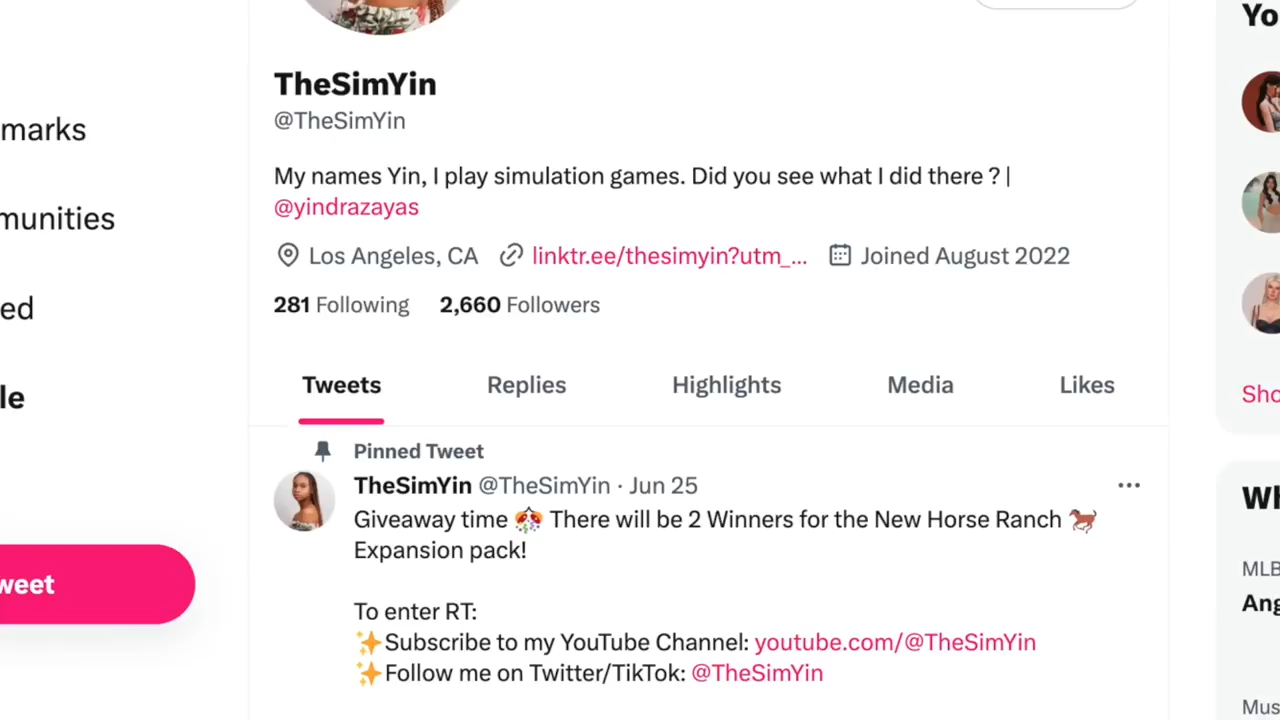 You
TheSimYin
@TheSimYin
marks
My names Yin, I play simulation games. Did you see what I did there ? |
@yindrazayas
munities
Los Angeles, CA linktr.ee/thesimyin?utm_... Joined August 2022
281 Following 2,660 Followers
ed
Tweets Replies Highlights Media Likes
le
Sho
Pinned Tweet
TheSimYin @TheSimYin · Jun 25 ...
Giveaway time 🎊 There will be 2 Winners for the New Horse Ranch 🐎
Expansion pack!
Wh
weet
MLB
Ang
To enter RT:
✨Subscribe to my YouTube Channel: youtube.com/@TheSimYin
✨Follow me on Twitter/TikTok: @TheSimYin
Mus